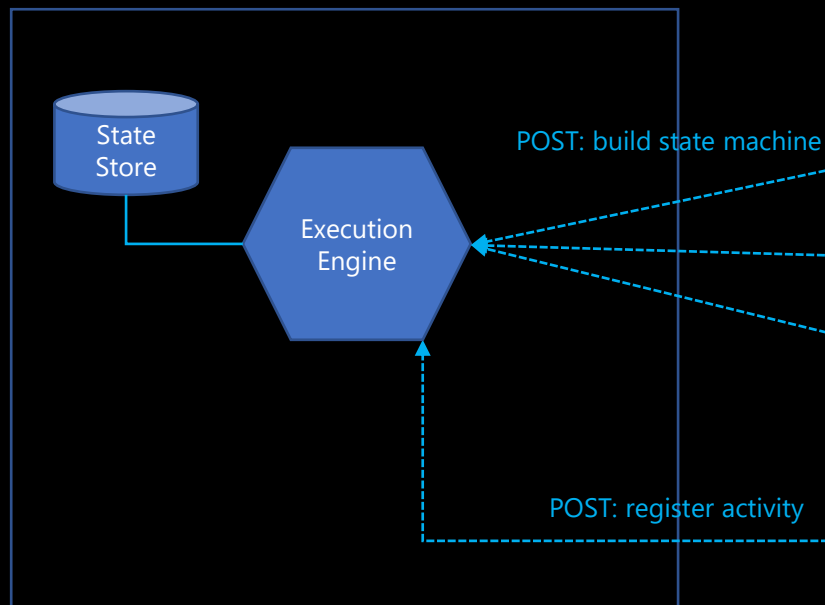 State
Store
POST: build state machine
Execution
Engine
POST: register activity